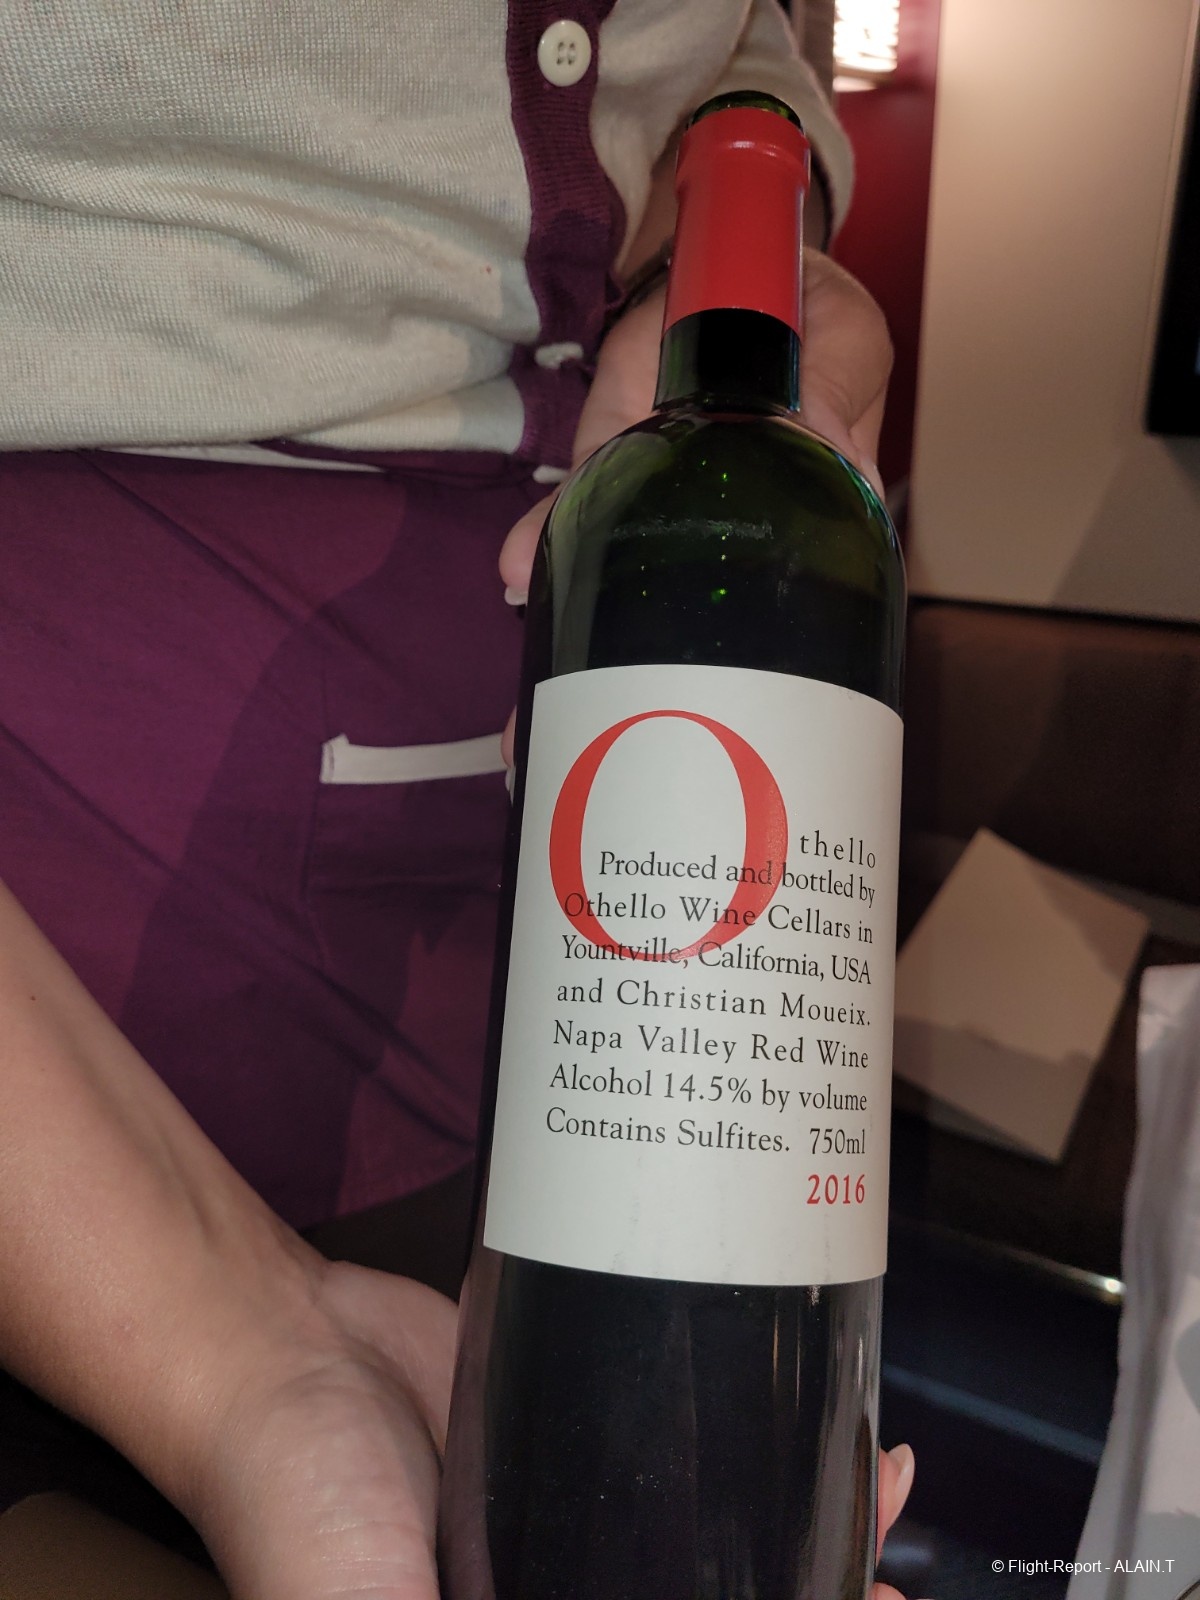 Othello
Produced and bottled by
Othello Wine Cellars in
Yountville, California, USA
and Christian Moueix.
Napa Valley Red Wine
Alcohol 14.5% by volume
Contains Sulfites. 750ml
2016
© Flight-Report - ALAIN.T